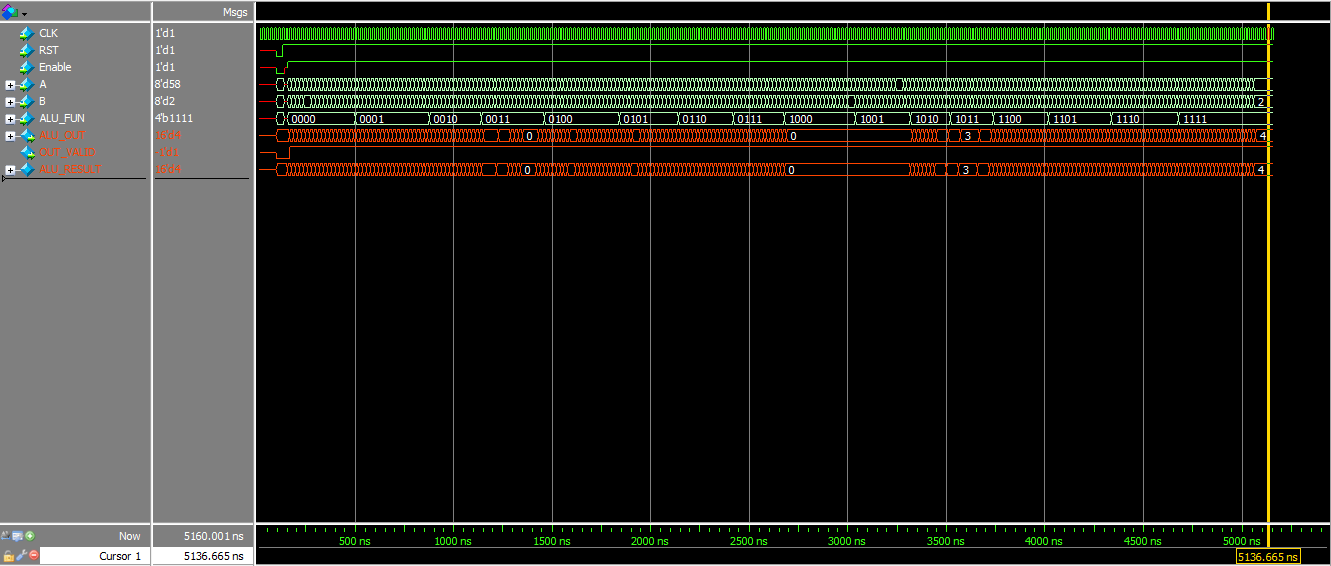 Msgs
CLK 1'd1
RST 1'd1
Enable 1'd1
A 8'd58
B 8'd2 2
ALU_FUN 4'b1111 0000 0001 0010 0011 0100 0101 0110 0111 1000 1001 1010 1011 1100 1101 1110 1111
ALU_OUT 16'd4 0 0 3 4
OUT_VALID -1'd1
ALU_RESULT 16'd4 0 0 3 4
Now 5160.001 ns 500 ns 1000 ns 1500 ns 2000 ns 2500 ns 3000 ns 3500 ns 4000 ns 4500 ns 5000 ns
Cursor 1 5136.665 ns 5136.665 ns